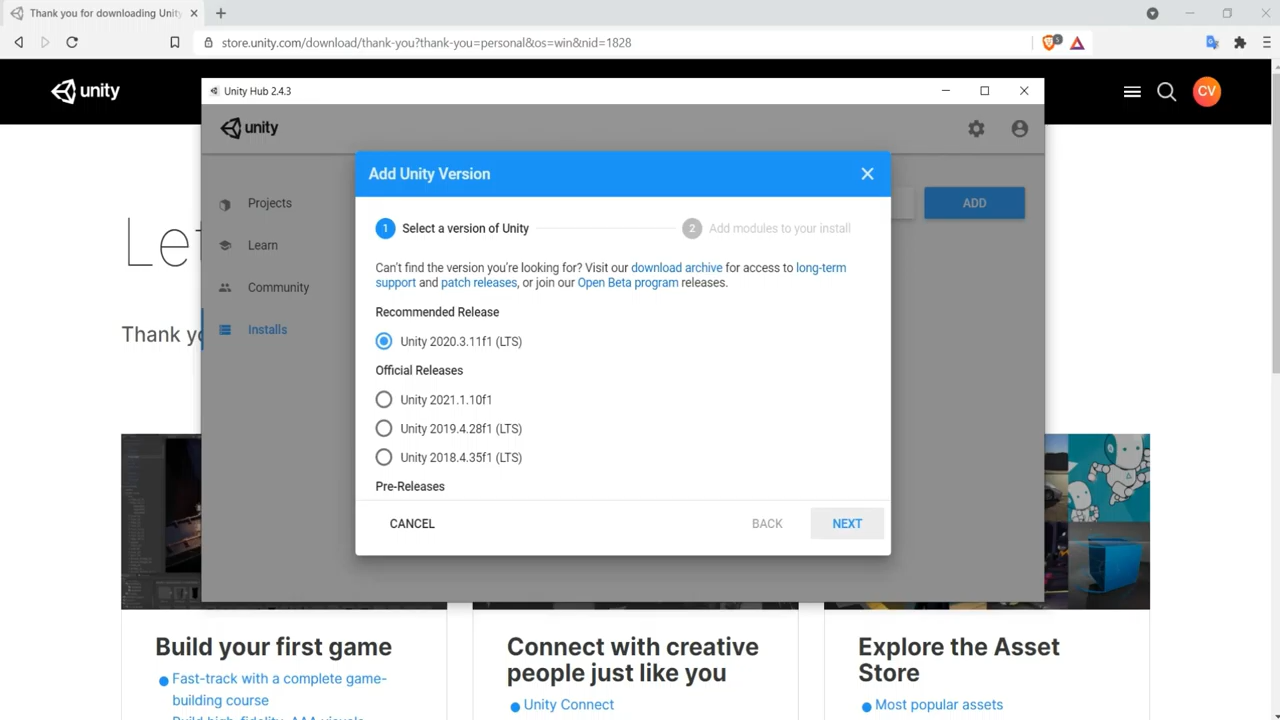 Thank you for downloading Unity
store.unity.com/download/thank-you?thank-you=personal&os=win&nid=1828
5
unity
CV
Unity Hub 2.4.3
unity
Projects
Learn
Community
Installs
ADD
Add Unity Version
1 Select a version of Unity
2 Add modules to your install
Can't find the version you're looking for? Visit our download archive for access to long-term
support and patch releases, or join our Open Beta program releases.
Recommended Release
Unity 2020.3.11f1 (LTS)
Official Releases
Unity 2021.1.10f1
Unity 2019.4.28f1 (LTS)
Unity 2018.4.35f1 (LTS)
Pre-Releases
CANCEL
BACK
NEXT
Let
Thank yo
Build your first game
Fast-track with a complete game-
building course
Connect with creative
people just like you
Unity Connect
Explore the Asset
Store
Most popular assets